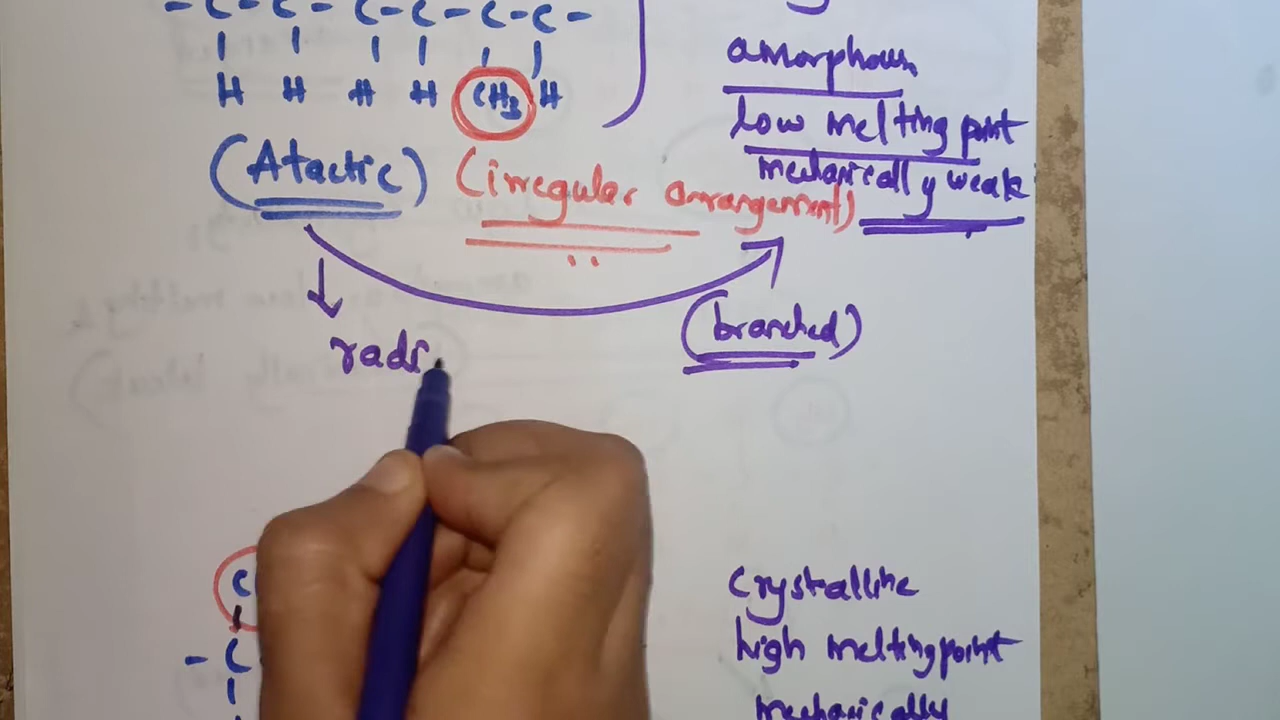 - C - C - C - C - C - C -
H H H H CH3 H
amorphous
low melting point
mechanically weak
(Atactic) (irregular arrangement)
(branched)
radi
C
crystalline
- C
high melting point
mechanically